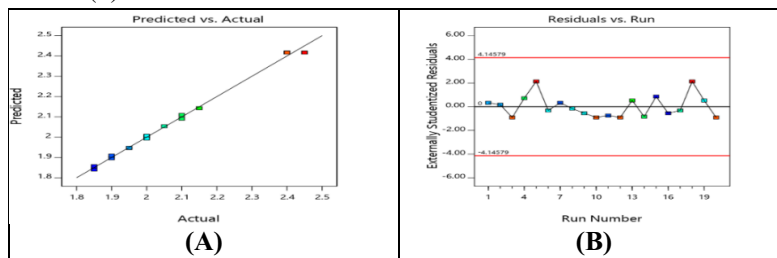 Predicted vs. Actual
2.5
2.4
2.3
2.2
2.1
2
1.9
1.8
Predicted
1.8 1.9 2 2.1 2.2 2.3 2.4 2.5
Actual
(A)
Residuals vs. Run
6.00
4.14579
4.00
2.00
0
0.00
-2.00
-4.00
-4.14579
-6.00
Externally Studentized Residuals
1 4 7 10 13 16 19
Run Number
(B)